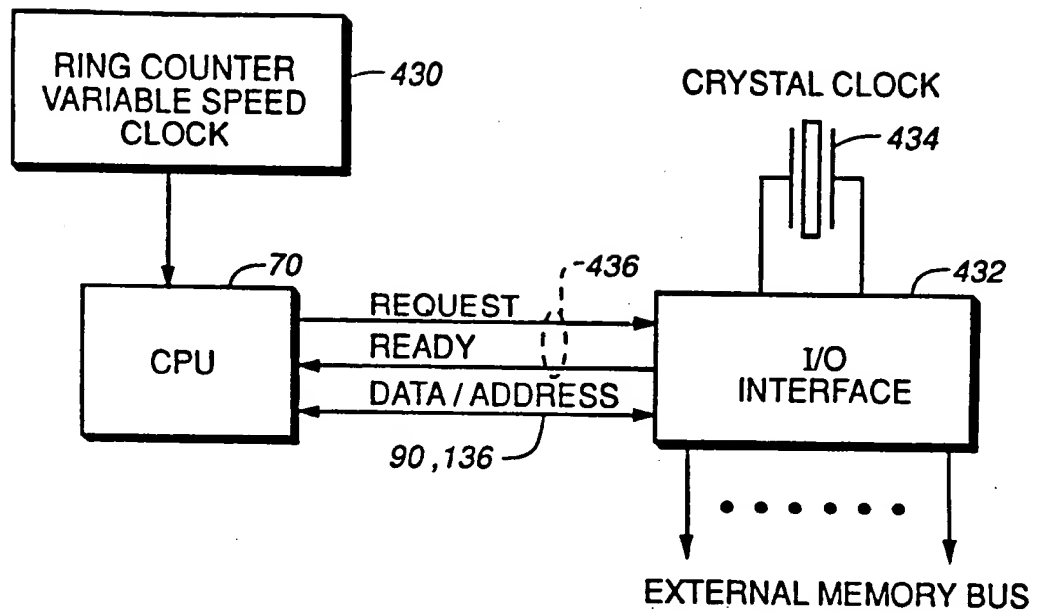 RING COUNTER
VARIABLE SPEED
CLOCK
430
CRYSTAL CLOCK
434
70
436
432
REQUEST
READY
DATA / ADDRESS
CPU
I/O
INTERFACE
90, 136
EXTERNAL MEMORY BUS